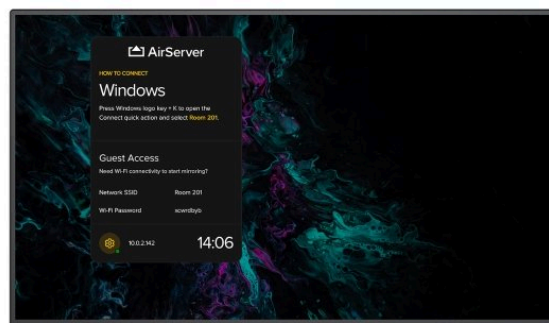 AirServer
HOW TO CONNECT
Windows
Press Windows logo key + K to open the
Connect quick action and select Room 201.
Guest Access
Need Wi-Fi connectivity to start mirroring?
Network SSID Room 201
Wi-Fi Password xcwrdbyb
10.0.2.142 14:06